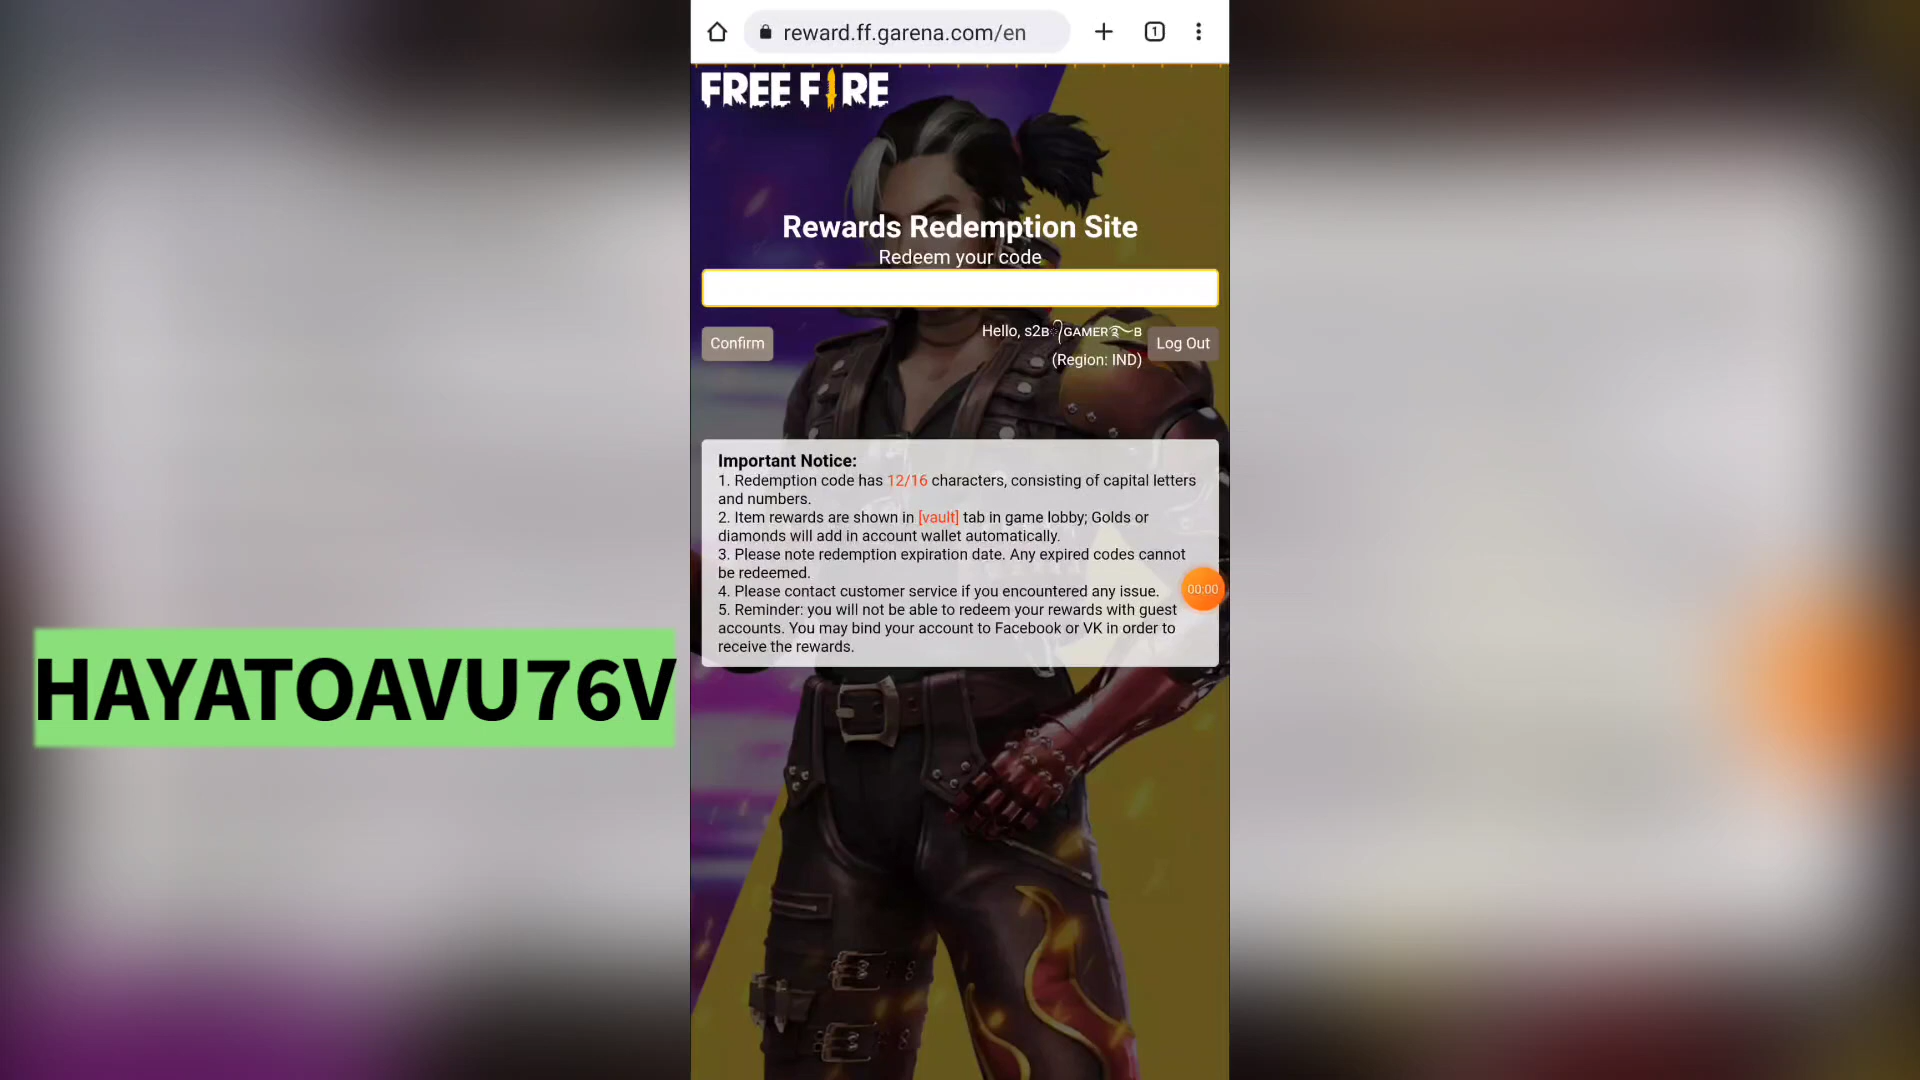 reward.ff.garena.com/en
1
FREE FIRE
Rewards Redemption Site
Redeem your code
Confirm
Hello,
(Region: IND)
Log Out
Important Notice:
1. Redemption code has 12/16 characters, consisting of capital letters
and numbers.
2. Item rewards are shown in [vault] tab in game lobby; Golds or
diamonds will add in account wallet automatically.
3. Please note redemption expiration date. Any expired codes cannot
be redeemed.
4. Please contact customer service if you encountered any issue.
00:00
5. Reminder: you will not be able to redeem your rewards with guest
accounts. You may bind your account to Facebook or VK in order to
receive the rewards.
HAYATOAVU76V